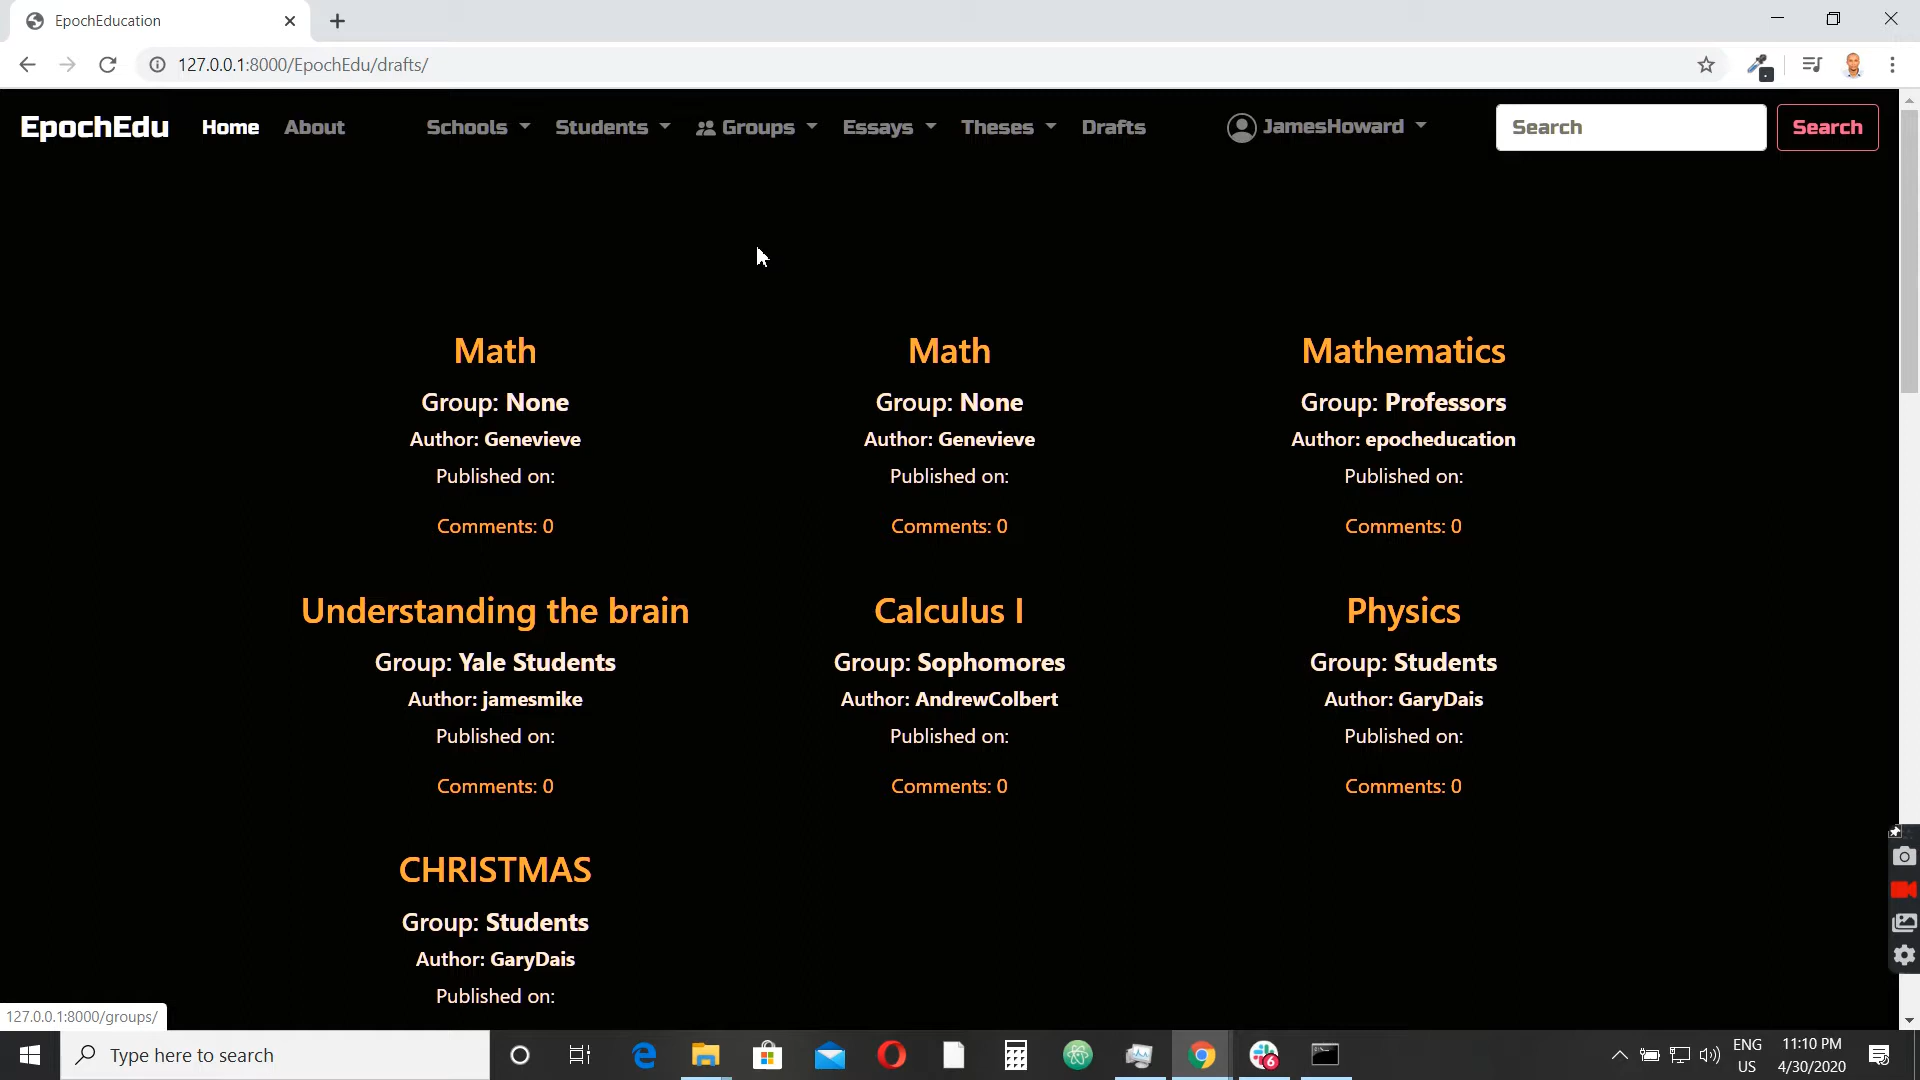 EpochEducation
127.0.0.1:8000/EpochEdu/drafts/
EpochEdu Home About Schools Students Groups Essays Theses Drafts JamesHoward Search Search
Math
Group: None
Author: Genevieve
Published on:
Comments: 0
Math
Group: None
Author: Genevieve
Published on:
Comments: 0
Mathematics
Group: Professors
Author: epocheducation
Published on:
Comments: 0
Understanding the brain
Group: Yale Students
Author: jamesmike
Published on:
Comments: 0
Calculus I
Group: Sophomores
Author: AndrewColbert
Published on:
Comments: 0
Physics
Group: Students
Author: GaryDais
Published on:
Comments: 0
CHRISTMAS
Group: Students
Author: GaryDais
Published on:
127.0.0.1:8000/groups/
Type here to search
6
ENG
US
11:10 PM
4/30/2020